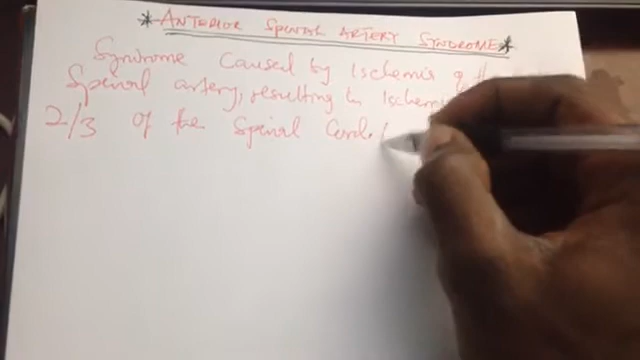 *ANTERIOR SPINAL ARTERY SYNDROME*
Syndrome caused by Ischemia of
Spinal artery, resulting in
2/3 of the Spinal Cord.